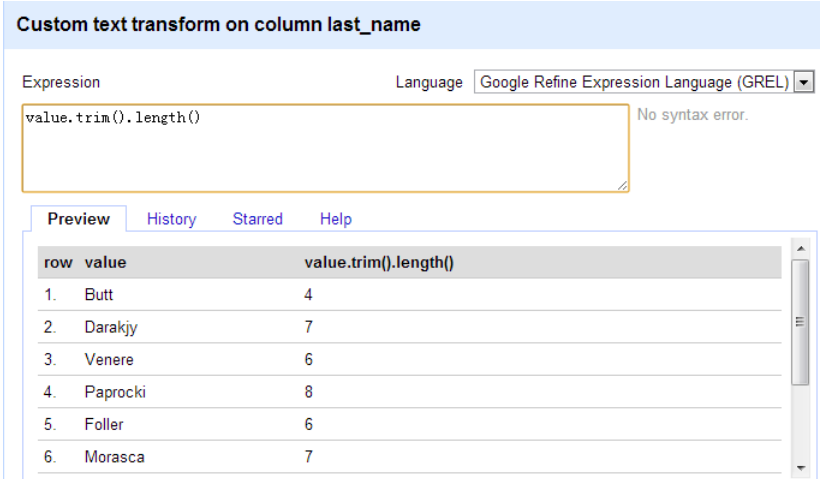 Custom text transform on column last_name
Expression Language Google Refine Expression Language (GREL)
value.trim().length() No syntax error.
Preview History Starred Help
row value value.trim().length()
1. Butt 4
2. Darakjy 7
3. Venere 6
4. Paprocki 8
5. Foller 6
6. Morasca 7